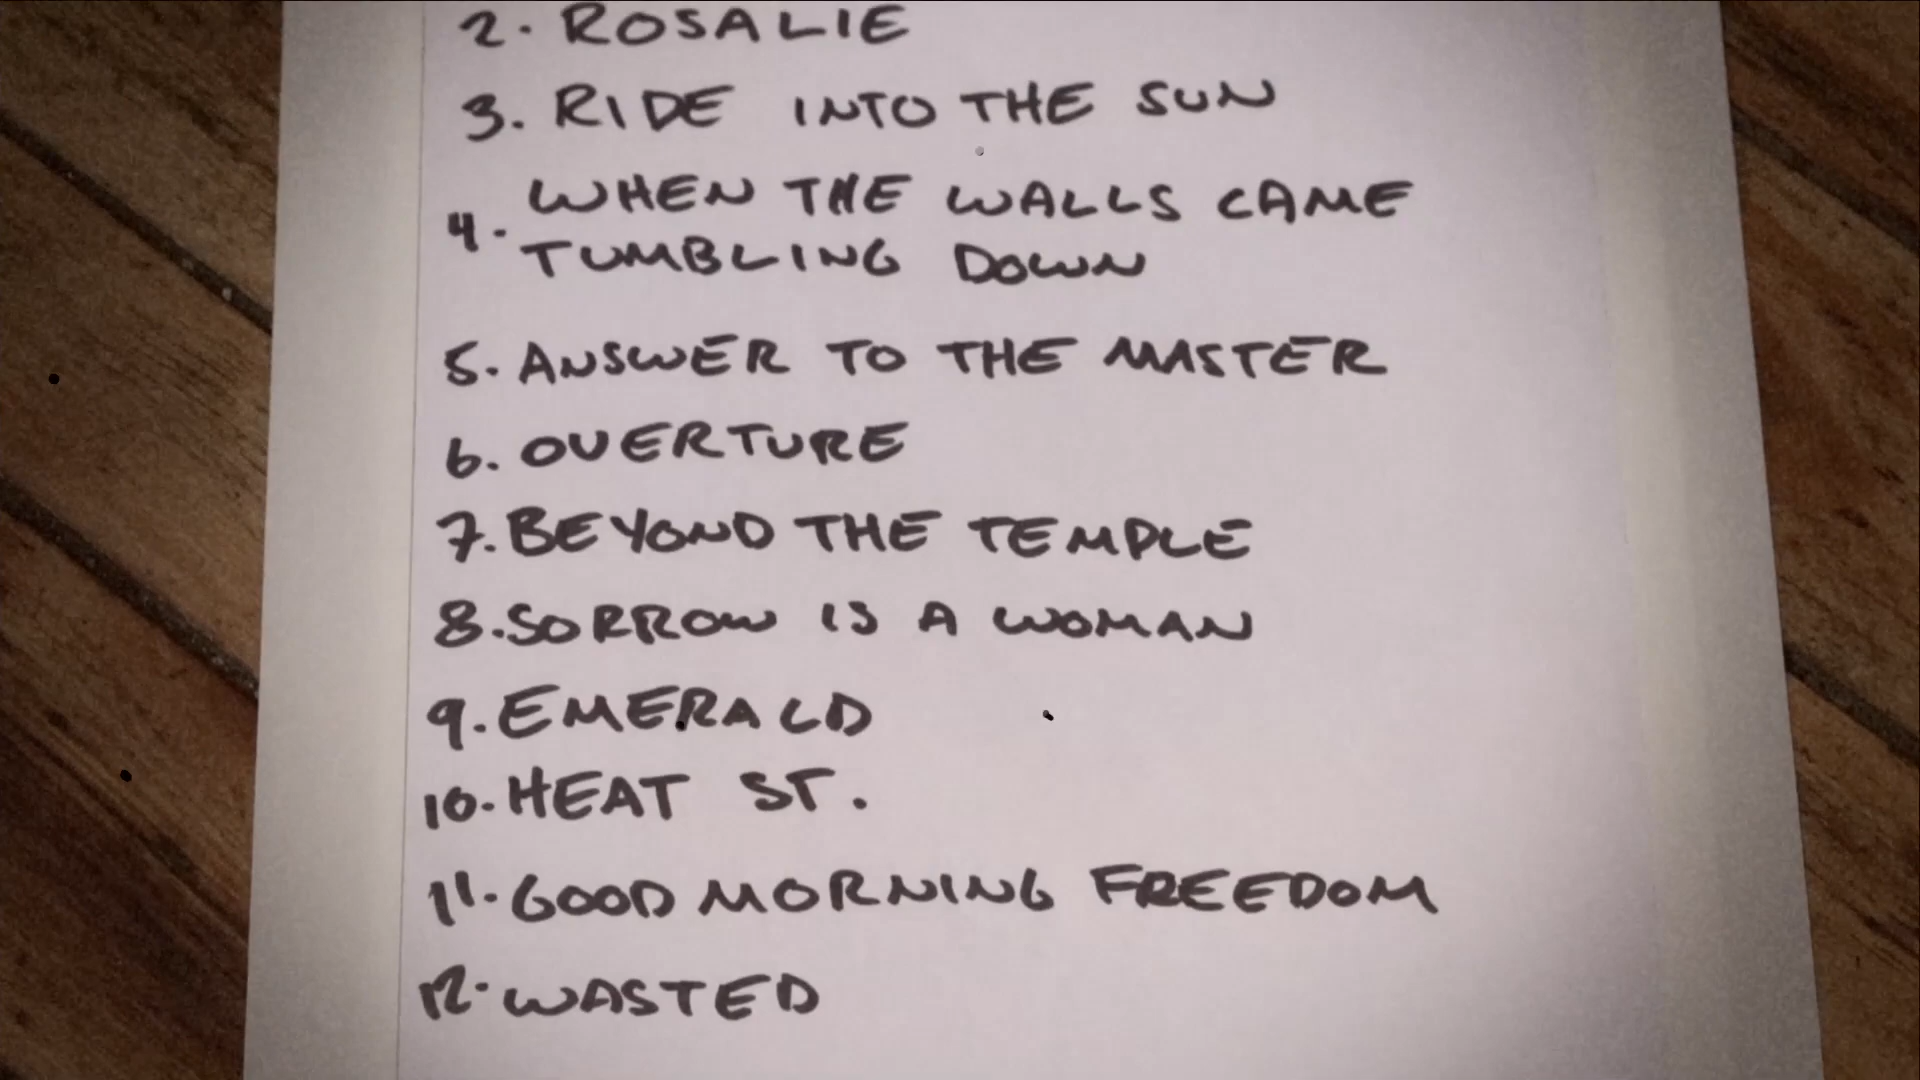 2. ROSALIE
3. RIDE INTO THE SUN
4. WHEN THE WALLS CAME
TUMBLING DOWN
5. ANSWER TO THE MASTER
6. OVERTURE
7. BEYOND THE TEMPLE
8. SORROW IS A WOMAN
9. EMERALD
10. HEAT ST.
11. GOOD MORNING FREEDOM
12. WASTED